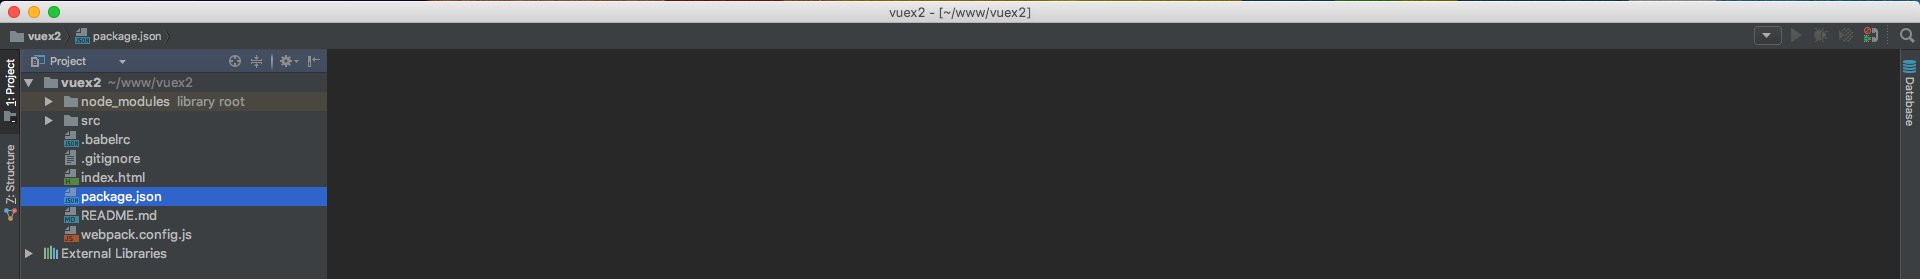 vuex2 - [~/www/vuex2]
vuex2 package.json
1: Project
Project
vuex2 ~/www/vuex2
node_modules library root
src
.babelrc
.gitignore
index.html
package.json
README.md
webpack.config.js
External Libraries
Z: Structure
Database